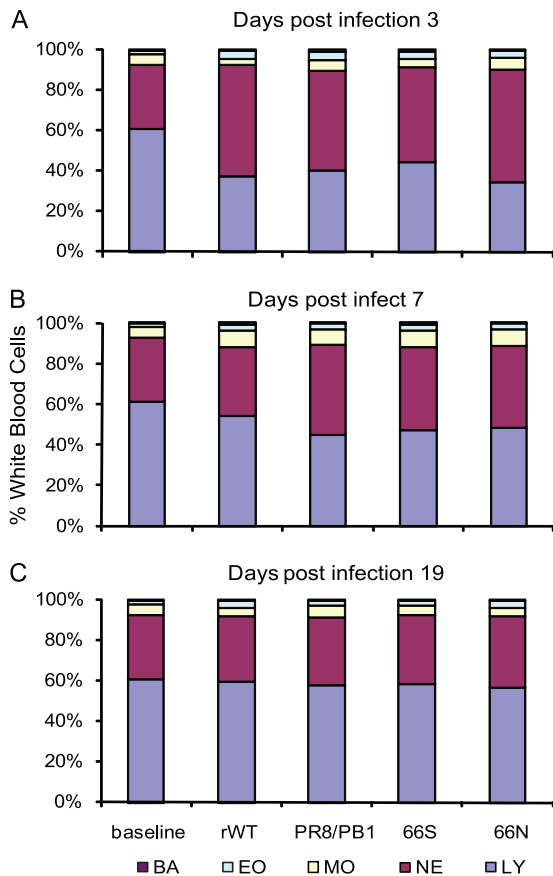 A
Days post infection 3
100%
80%
60%
40%
20%
0%
B
Days post infect 7
100%
80%
60%
40%
20%
0%
% White Blood Cells
C
Days post infection 19
100%
80%
60%
40%
20%
0%
baseline rWT PR8/PB1 66S 66N
BA EO MO NE LY